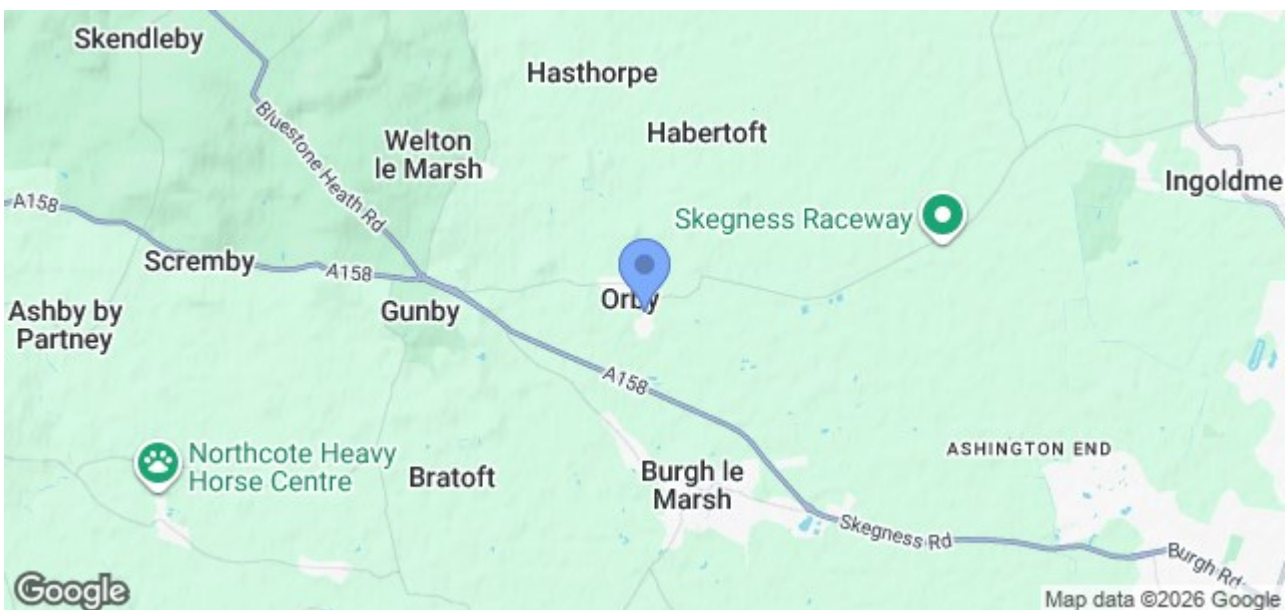 Skendleby
Hasthorpe
Habertoft
Welton
le Marsh
Bluestone Heath Rd
Ingoldme
A158
Skegness Raceway
Scremby
A158
Orby
Gunby
Ashby by
Partney
A158
Northcote Heavy
Horse Centre
Bratoft
Burgh le
Marsh
ASHINGTON END
Skegness Rd
Burgh Rd
Google
Map data ©2026 Google